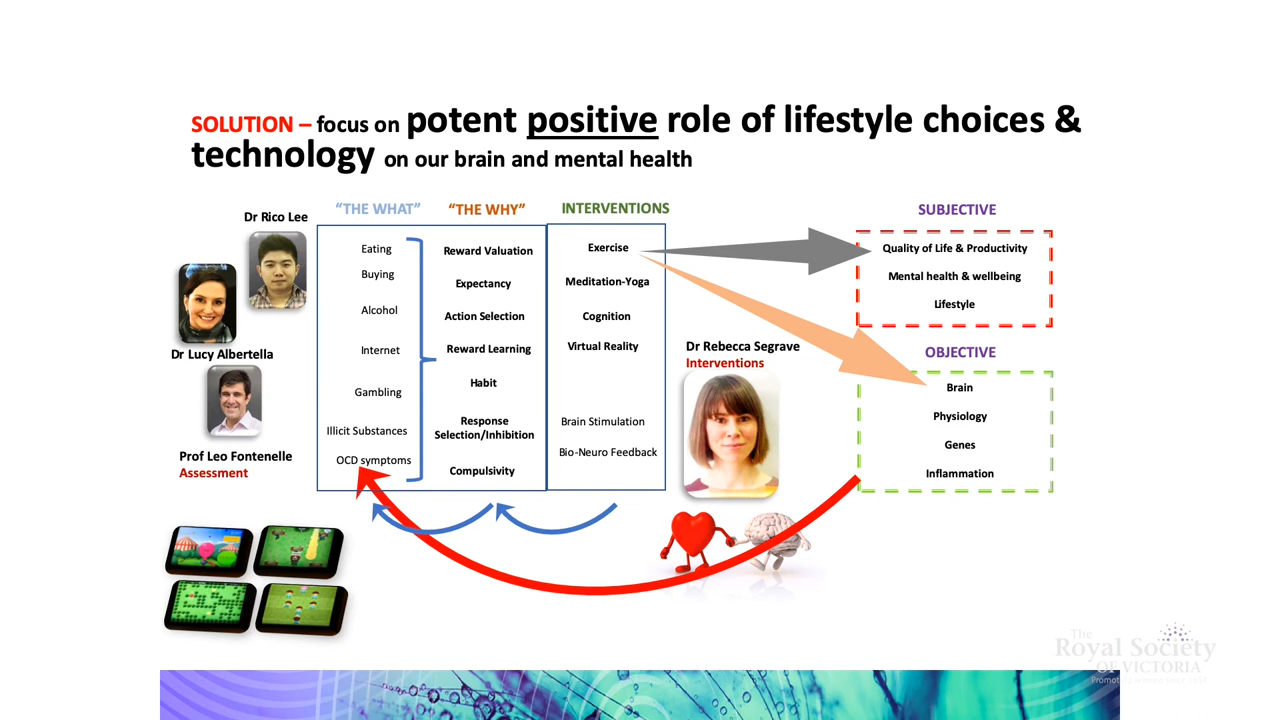 SOLUTION – focus on potent positive role of lifestyle choices &
technology on our brain and mental health
"THE WHAT"
"THE WHY"
INTERVENTIONS
SUBJECTIVE
Dr Rico Lee
Dr Lucy Albertella
Prof Leo Fontenelle
Assessment
Eating
Buying
Alcohol
Internet
Gambling
Illicit Substances
OCD symptoms
Reward Valuation
Expectancy
Action Selection
Reward Learning
Habit
Response
Selection/Inhibition
Compulsivity
Exercise
Meditation-Yoga
Cognition
Virtual Reality
Brain Stimulation
Bio-Neuro Feedback
Dr Rebecca Segrave
Interventions
Quality of Life & Productivity
Mental health & wellbeing
Lifestyle
OBJECTIVE
Brain
Physiology
Genes
Inflammation
The
Royal Society
OF VICTORIA